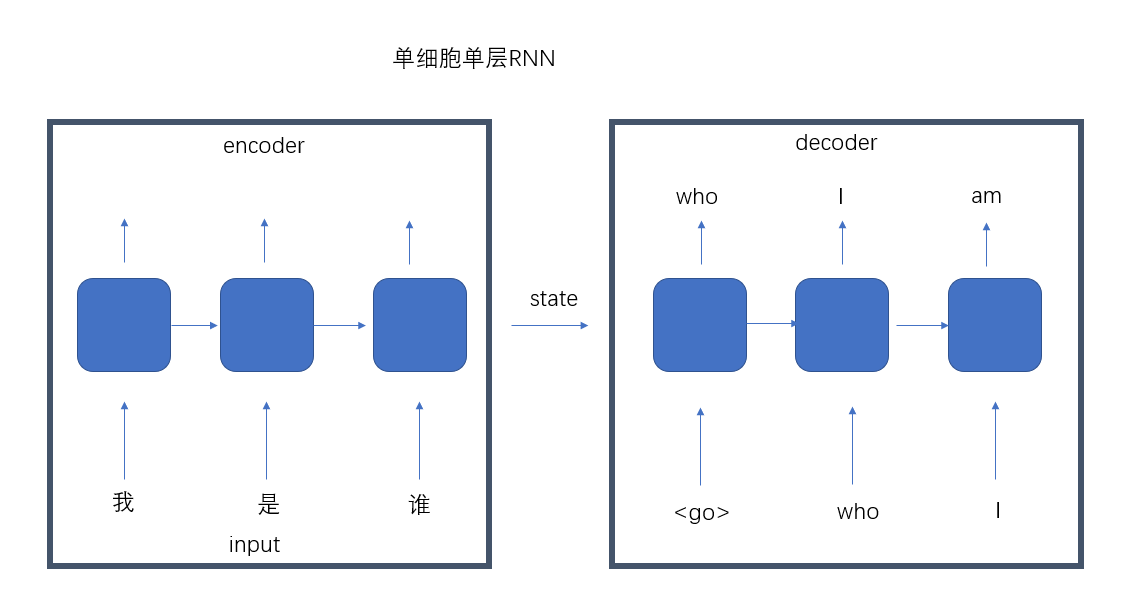 单细胞单层RNN
encoder
我 是 谁
input
state
decoder
who I am
<go> who I